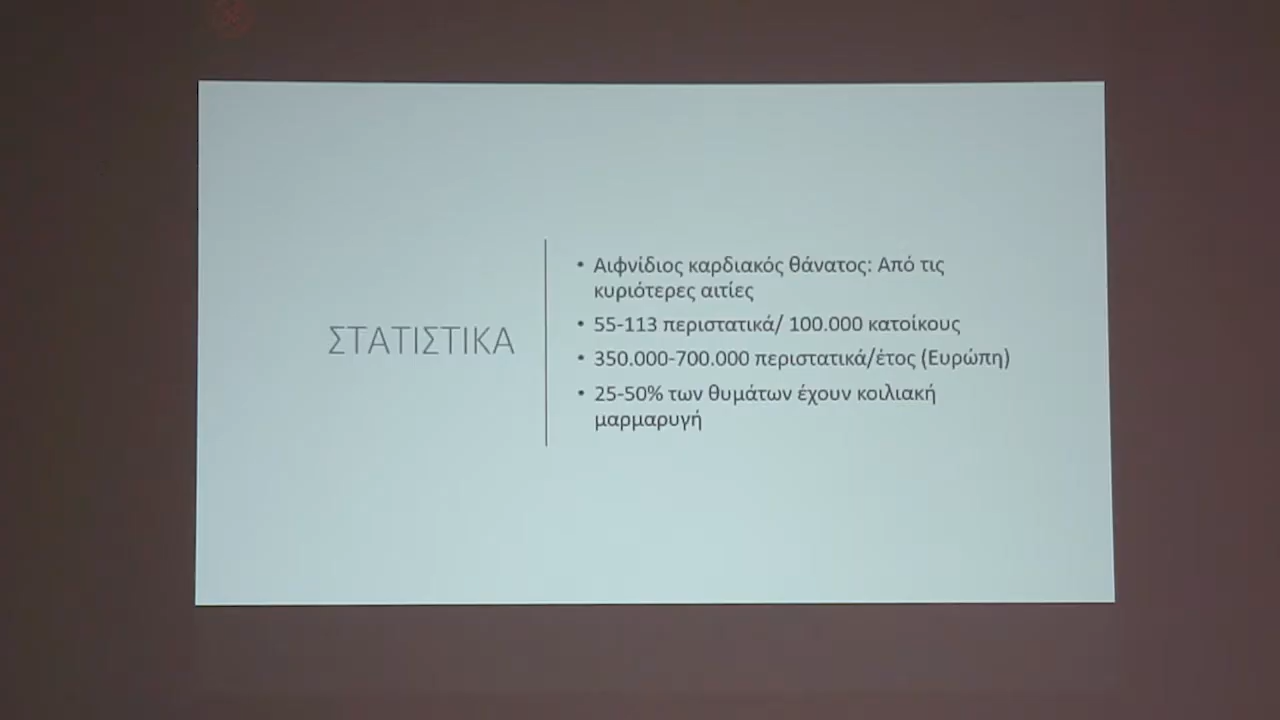 ΣΤΑΤΙΣΤΙΚΑ
• Αιφνίδιος καρδιακός θάνατος: Από τις
κυριότερες αιτίες
• 55-113 περιστατικά/ 100.000 κατοίκους
• 350.000-700.000 περιστατικά/έτος (Ευρώπη)
• 25-50% των θυμάτων έχουν κοιλιακή
μαρμαρυγή